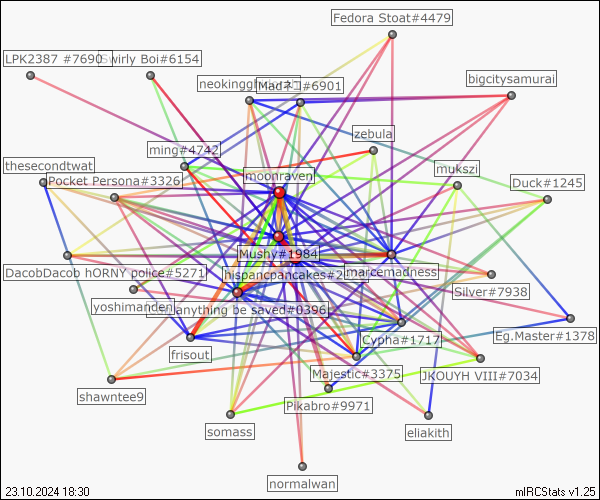 Fedora Stoat#4479
LPK2387 #7690
Swirly Boi#6154
neokingg
Mad #6901
bigcitysamurai
zebula
ming#4742
thesecondtwat
moonraven
mukszi
Pocket Persona#3326
Duck#1245
Mushy#1984
DacobDacob hORNY police#5271
hispancpancakes#2
marcemadness
Silver#7938
yoshimander
anything be saved#0396
Eg.Master#1378
Cypha#1717
frisout
Majestic#3375
JKOUYH VIII#7034
shawntee9
Pikabro#9971
somass
eliakith
normalwan
23.10.2024 18:30
mIRCStats v1.25